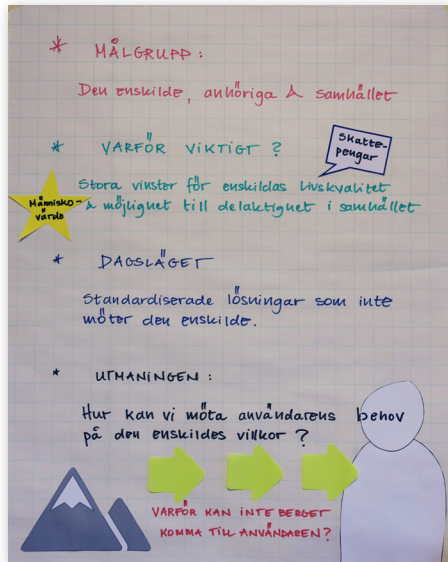 * MÅLGRUPP:
Den enskilde, anhöriga & samhället
* VARFÖR VIKTIGT?
Skatte-
pengar
Stora vinster för enskildas livskvalitet
& möjlighet till delaktighet i samhället
Människo-
värde
* DAGSLÄGET
Standardiserade lösningar som inte
möter den enskilde.
* UTMANINGEN:
Hur kan vi möta användarens behov
på den enskildes villkor?
VARFÖR KAN INTE BERGET
KOMMA TILL ANVÄNDAREN?